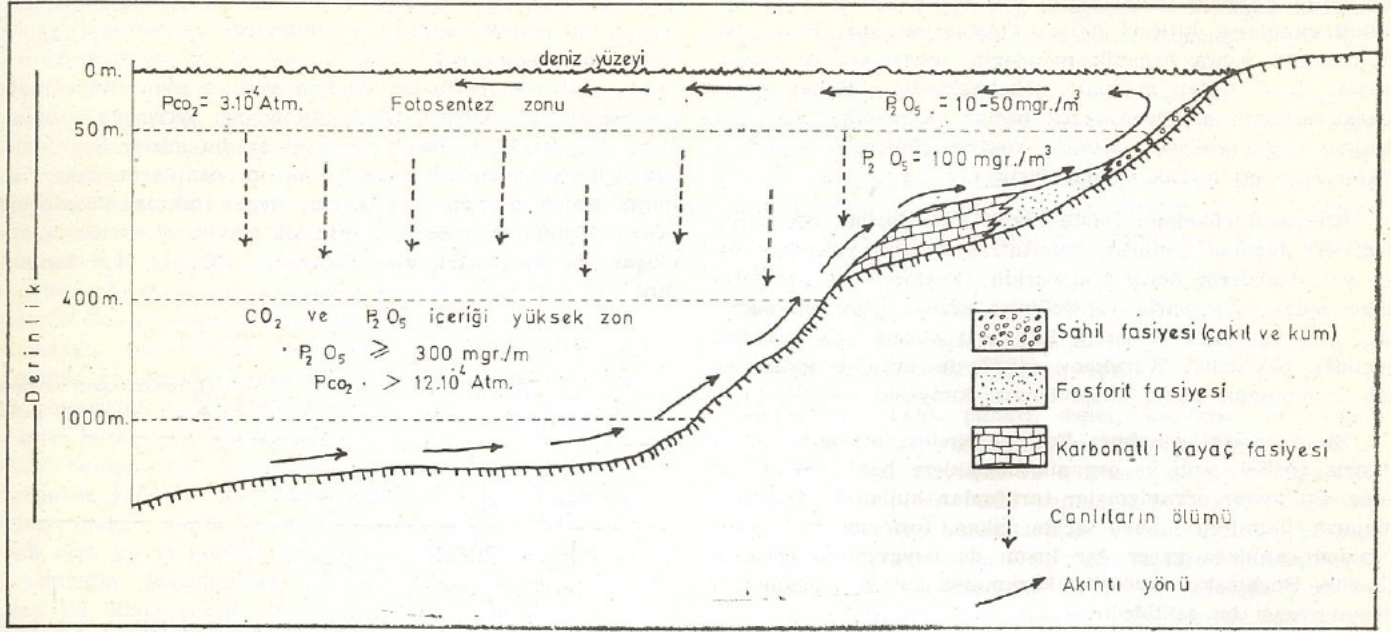 deniz yüzeyi
0 m.
Pco₂= 3.10⁻ Atm.
Fotosentez zonu
P₂O₅ = 10-50 mgr./m³
50 m.
P₂O₅ = 100 mgr./m³
Derinlik
400 m.
CO₂ ve P₂O₅ içeriği yüksek zon
P₂O₅ ⩾ 300 mgr./m
Pco₂ > 12.10⁻⁴ Atm.
1000 m.
Sahil fasiyesi (çakıl ve kum)
Fosforit fasiyesi
Karbonatlı kayaç fasiyesi
Canlıların ölümü
Akıntı yönü